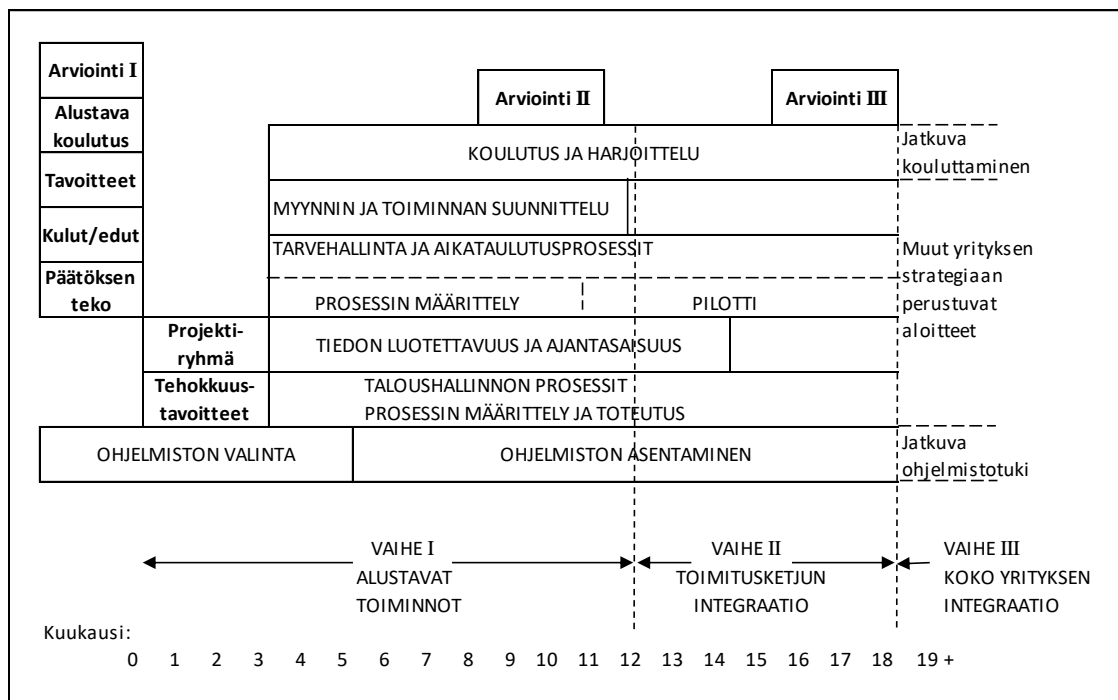 Arviointi I
Alustava
koulutus
Tavoitteet
Kulut/edut
Päätöksen
teko
Projekti-
ryhmä
Tehokkuus-
tavoitteet
Arviointi II
Arviointi III
KOULUTUS JA HARJOITTELU
MYYNNIN JA TOIMINNAN SUUNNITTELU
TARVEHALLINTA JA AIKATAULUTUSPROSESSIT
PROSESSIN MÄÄRITTELY
PILOTTI
TIEDON LUOTETTAVUUS JA AJANTASAISUUS
TALOUSHALLINNON PROSESSIT
PROSESSIN MÄÄRITTELY JA TOTEUTUS
OHJELMISTON VALINTA
OHJELMISTON ASENTAMINEN
Jatkuva
kouluttaminen
Muut yrityksen
strategiaan
perustuvat
aloitteet
Jatkuva
ohjelmistotuki
VAIHE I
ALUSTAVAT
TOIMINNOT
VAIHE II
TOIMITUSKETJUN
INTEGRAATIO
VAIHE III
KOKO YRITYKSEN
INTEGRAATIO
Kuukausi:
0 1 2 3 4 5 6 7 8 9 10 11 12 13 14 15 16 17 18 19 +